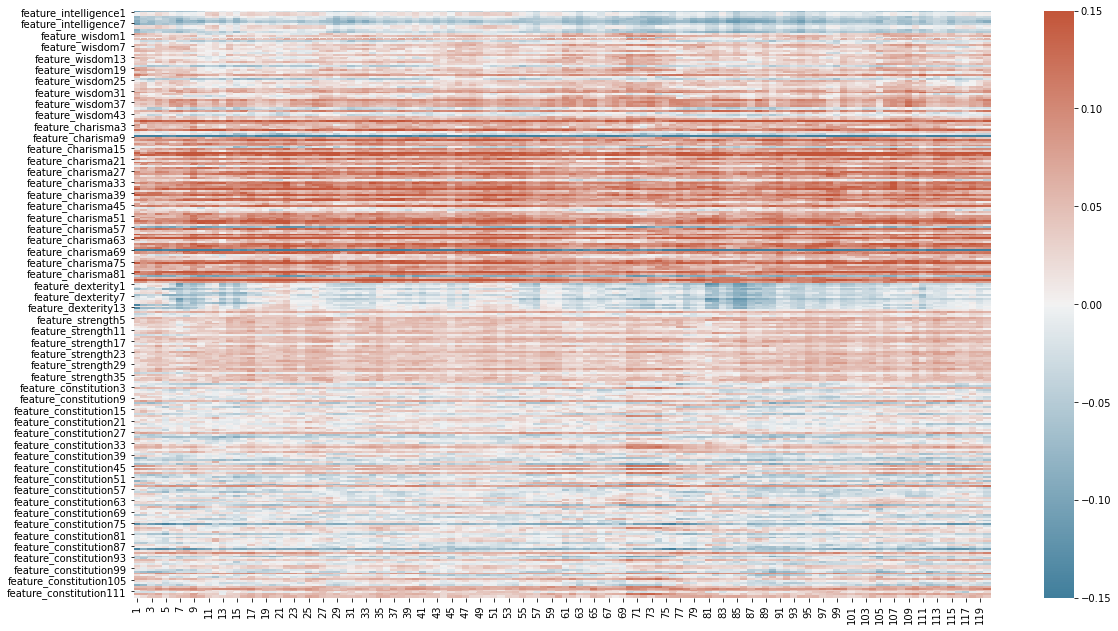 feature_intelligence1
feature_intelligence7
feature_wisdom1
feature_wisdom7
feature_wisdom13
feature_wisdom19
feature_wisdom25
feature_wisdom31
feature_wisdom37
feature_wisdom43
feature_charisma3
feature_charisma9
feature_charisma15
feature_charisma21
feature_charisma27
feature_charisma33
feature_charisma39
feature_charisma45
feature_charisma51
feature_charisma57
feature_charisma63
feature_charisma69
feature_charisma75
feature_charisma81
feature_dexterity1
feature_dexterity7
feature_dexterity13
feature_strength5
feature_strength11
feature_strength17
feature_strength23
feature_strength29
feature_strength35
feature_constitution3
feature_constitution9
feature_constitution15
feature_constitution21
feature_constitution27
feature_constitution33
feature_constitution39
feature_constitution45
feature_constitution51
feature_constitution57
feature_constitution63
feature_constitution69
feature_constitution75
feature_constitution81
feature_constitution87
feature_constitution93
feature_constitution99
feature_constitution105
feature_constitution111
1 3 5 7 9 11 13 15 17 19 21 23 25 27 29 31 33 35 37 39 41 43 45 47 49 51 53 55 57 59 61 63 65 67 69 71 73 75 77 79 81 83 85 87 89 91 93 95 97 99 101 103 105 107 109 111 113 115 117 119
0.15
0.10
0.05
0.00
−0.05
−0.10
−0.15